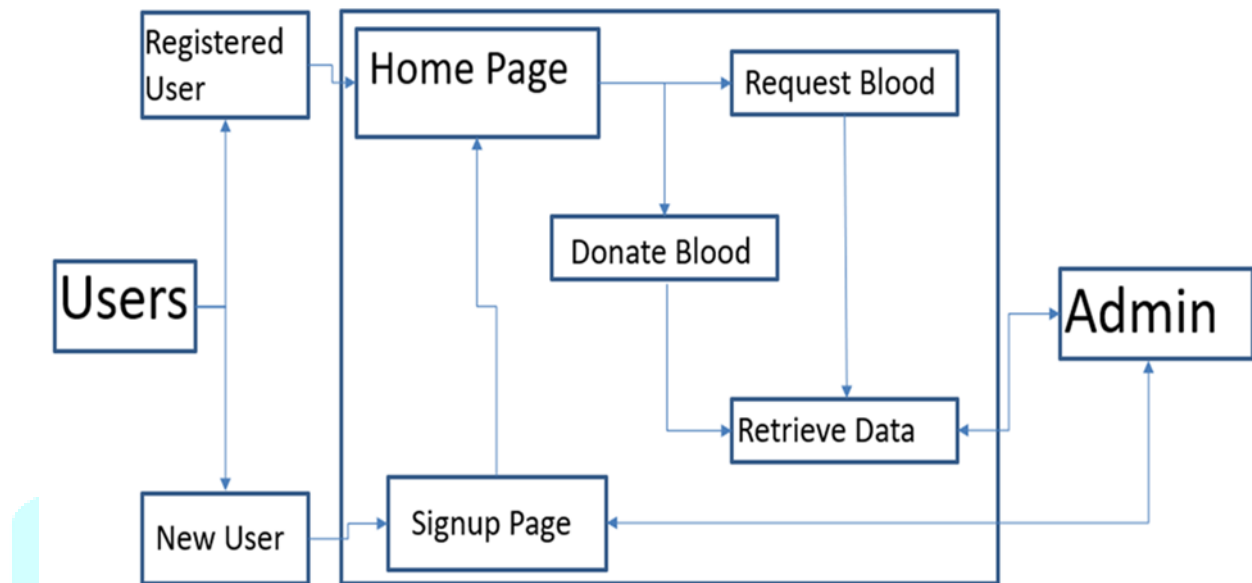 Registered
User
Home Page
Request Blood
Donate Blood
Users
Admin
Retrieve Data
New User
Signup Page